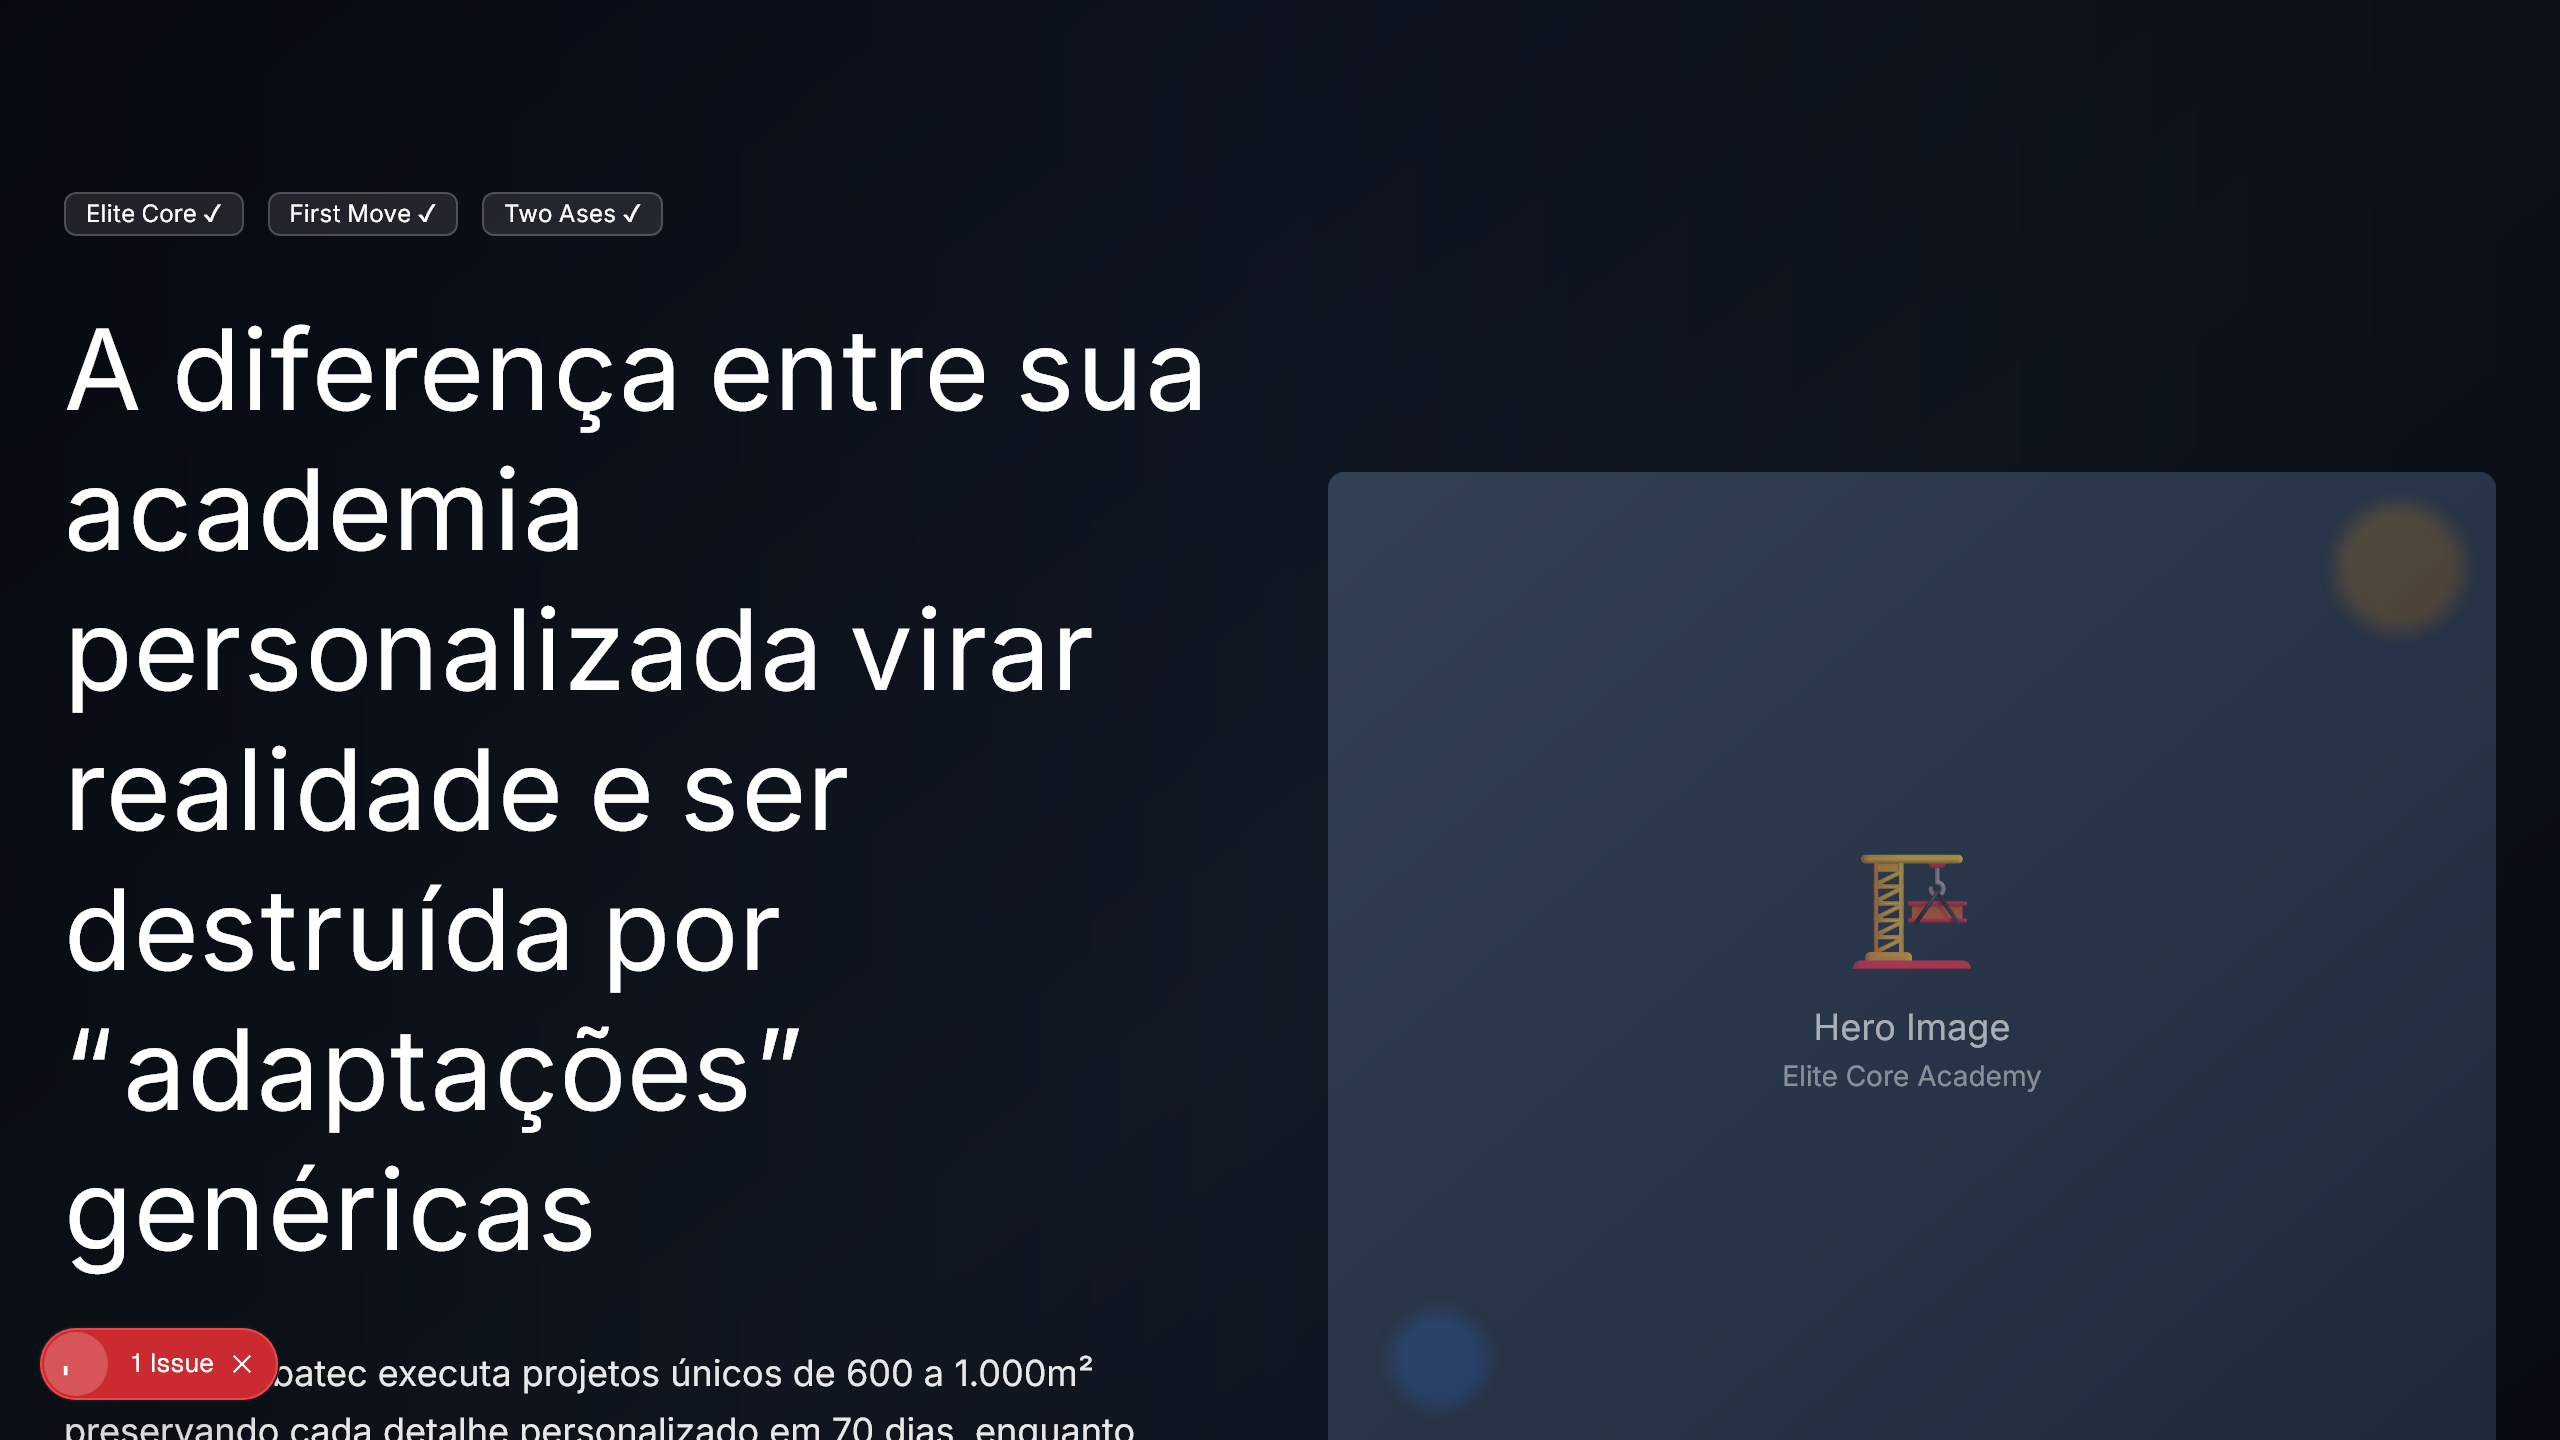 Elite Core ✓
First Move ✓
Two Ases ✓
A diferença entre sua
academia
personalizada virar
realidade e ser
destruída por
“adaptações”
genéricas
Hero Image
Elite Core Academy
1 Issue
batec executa projetos únicos de 600 a 1.000m²
preservando cada detalhe personalizado em 70 dias, enquanto